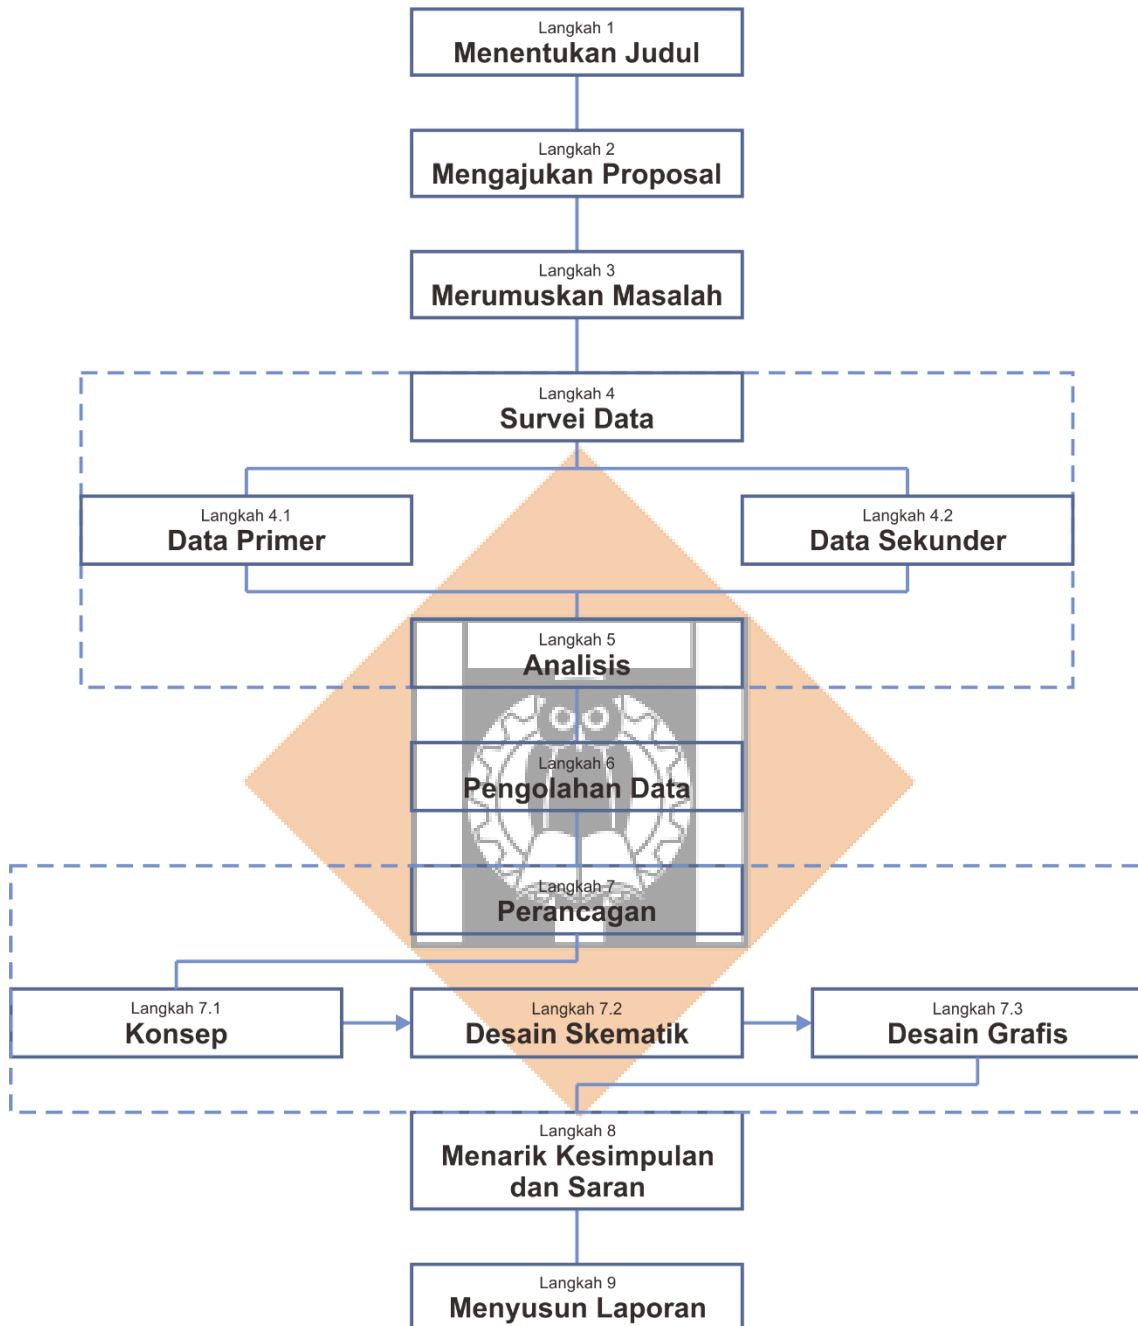 Langkah 1
Menentukan Judul
Langkah 2
Mengajukan Proposal
Langkah 3
Merumuskan Masalah
Langkah 4
Survei Data
Langkah 4.1
Data Primer
Langkah 4.2
Data Sekunder
Langkah 5
Analisis
Langkah 6
Pengolahan Data
Langkah 7
Perancagan
Langkah 7.1
Konsep
Langkah 7.2
Desain Skematik
Langkah 7.3
Desain Grafis
Langkah 8
Menarik Kesimpulan
dan Saran
Langkah 9
Menyusun Laporan